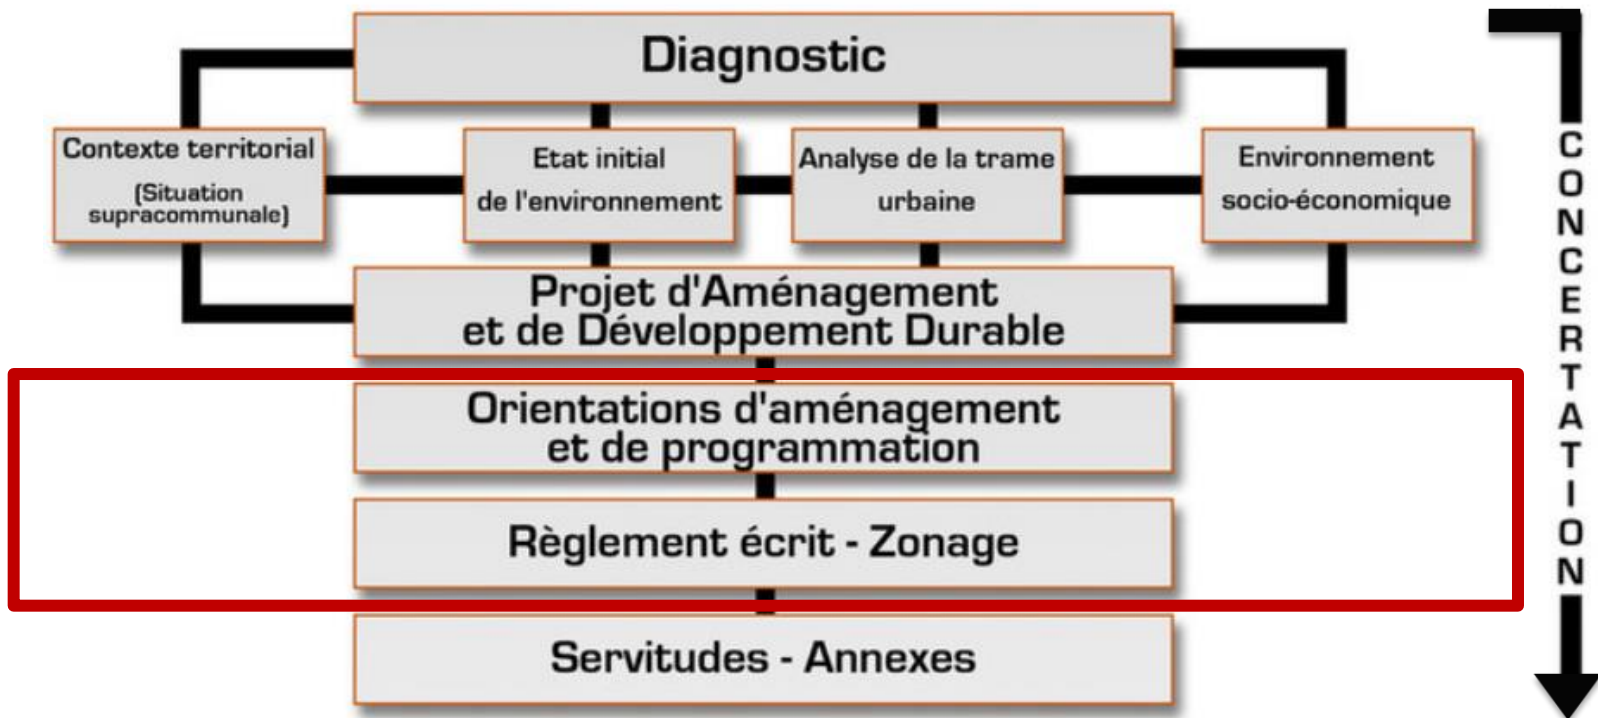 Diagnostic
Contexte territorial
(Situation
supracommunale)
Etat initial
de l'environnement
Analyse de la trame
urbaine
Environnement
socio-économique
Projet d'Aménagement
et de Développement Durable
Orientations d'aménagement
et de programmation
Règlement écrit - Zonage
Servitudes - Annexes
CONCERTATION